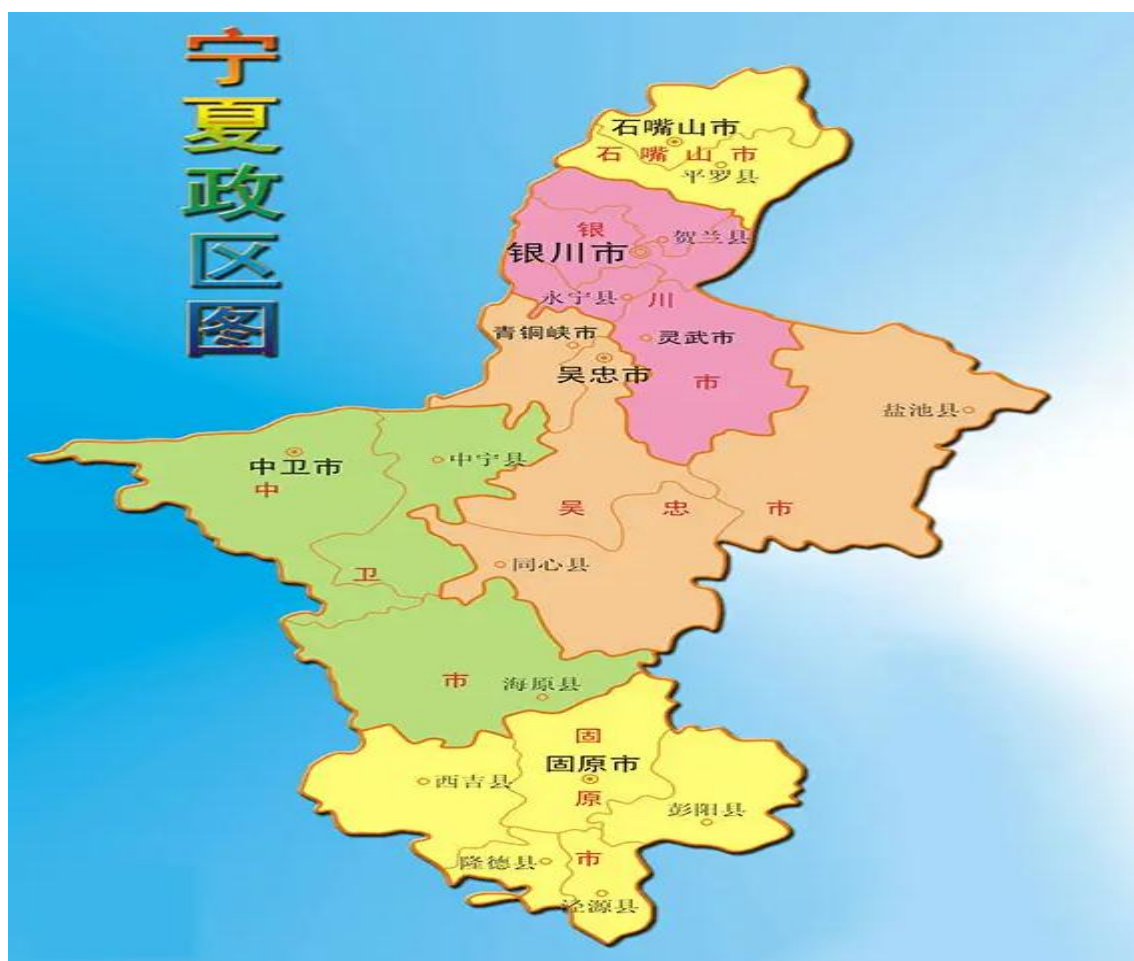 宁夏政区图
石嘴山市
石嘴山市
平罗县
银川市
贺兰县
银川市
永宁县
青铜峡市
灵武市
吴忠市
盐池县
中卫市
中宁县
中卫市
吴忠市
同心县
海原县
固原市
固原市
西吉县
彭阳县
隆德县
泾源县